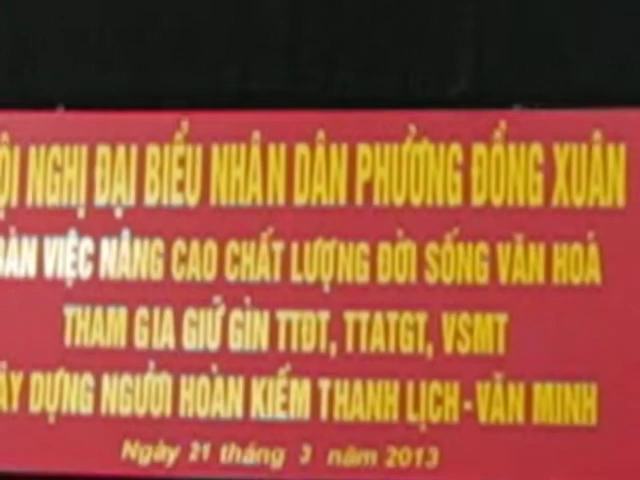 ỘI NGHỊ ĐẠI BIỂU NHÂN DÂN PHƯỜNG ĐỒNG XUÂN
BÀN VIỆC NÂNG CAO CHẤT LƯỢNG ĐỜI SỐNG VĂN HOÁ
THAM GIA GIỮ GÌN TTĐT, TTATGT, VSMT
ÂY DỰNG NGƯỜI HOÀN KIẾM THANH LỊCH - VĂN MINH
Ngày 21 tháng 3 năm 2013